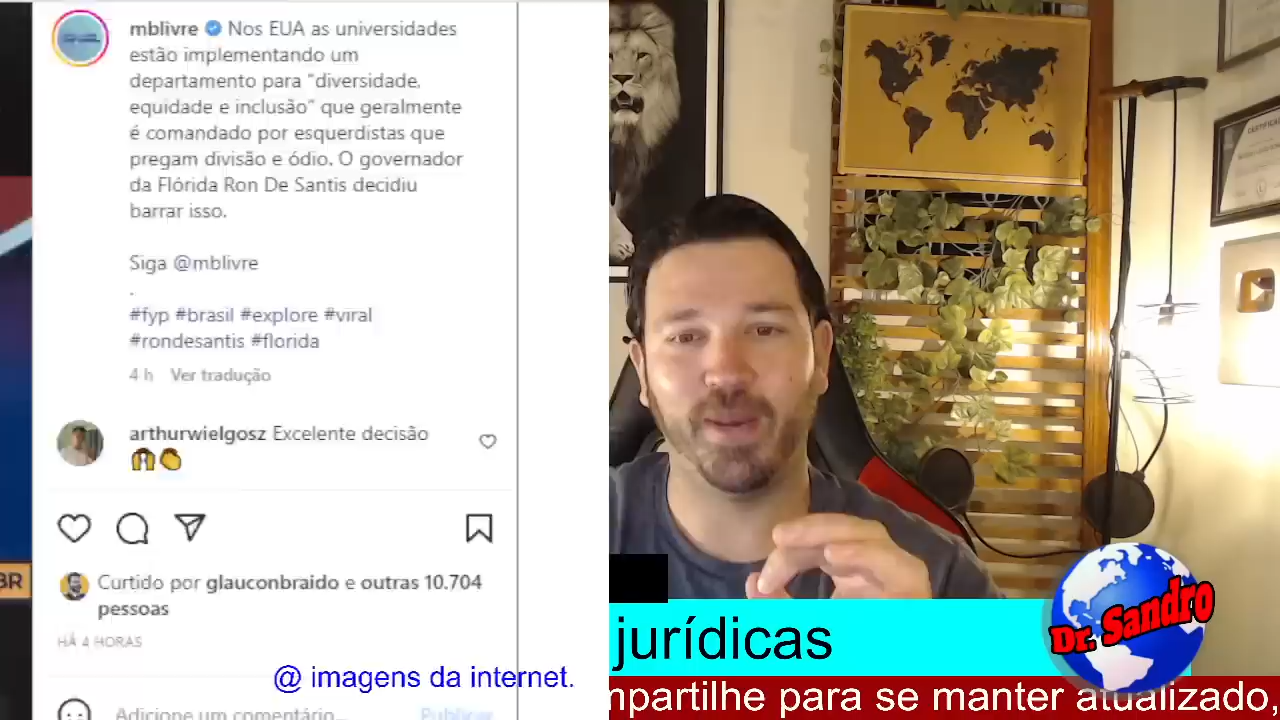 mblivre Nos EUA as universidades
estão implementando um
departamento para "diversidade,
equidade e inclusão" que geralmente
é comandado por esquerdistas que
pregam divisão e ódio. O governador
da Flórida Ron De Santis decidiu
barrar isso.
Siga @mblivre
.
#fyp #brasil #explore #viral
#rondesantis #florida
4 h Ver tradução
arthurwielgosz Excelente decisão
🙌👏
Curtido por glauconbraido e outras 10.704
pessoas
HÁ 4 HORAS
Adicione um comentário...
Publicar
BR
@ imagens da internet.
jurídicas
Dr. Sandro
mpartilhe para se manter atualizado,